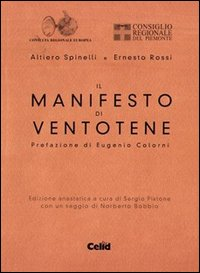 CONSULTA REGIONALE EUROPEA
CONSIGLIO
REGIONALE
DEL PIEMONTE
Altiero Spinelli e Ernesto Rossi
IL
MANIFESTO
DI
VENTOTENE
Prefazione di Eugenio Colorni
Edizione anastatica a cura di Sergio Pistone
con un saggio di Norberto Bobbio
Celid